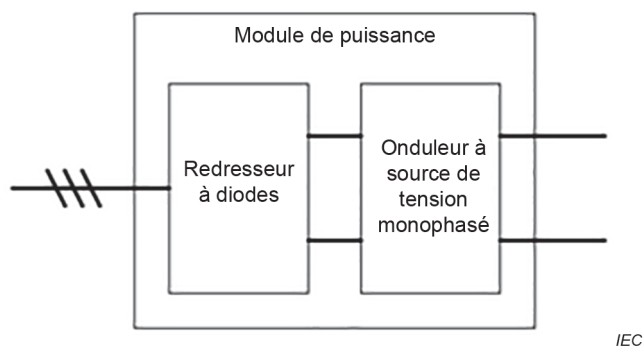 Module de puissance
Redresseur
à diodes
Onduleur à
source de
tension
monophasé
IEC